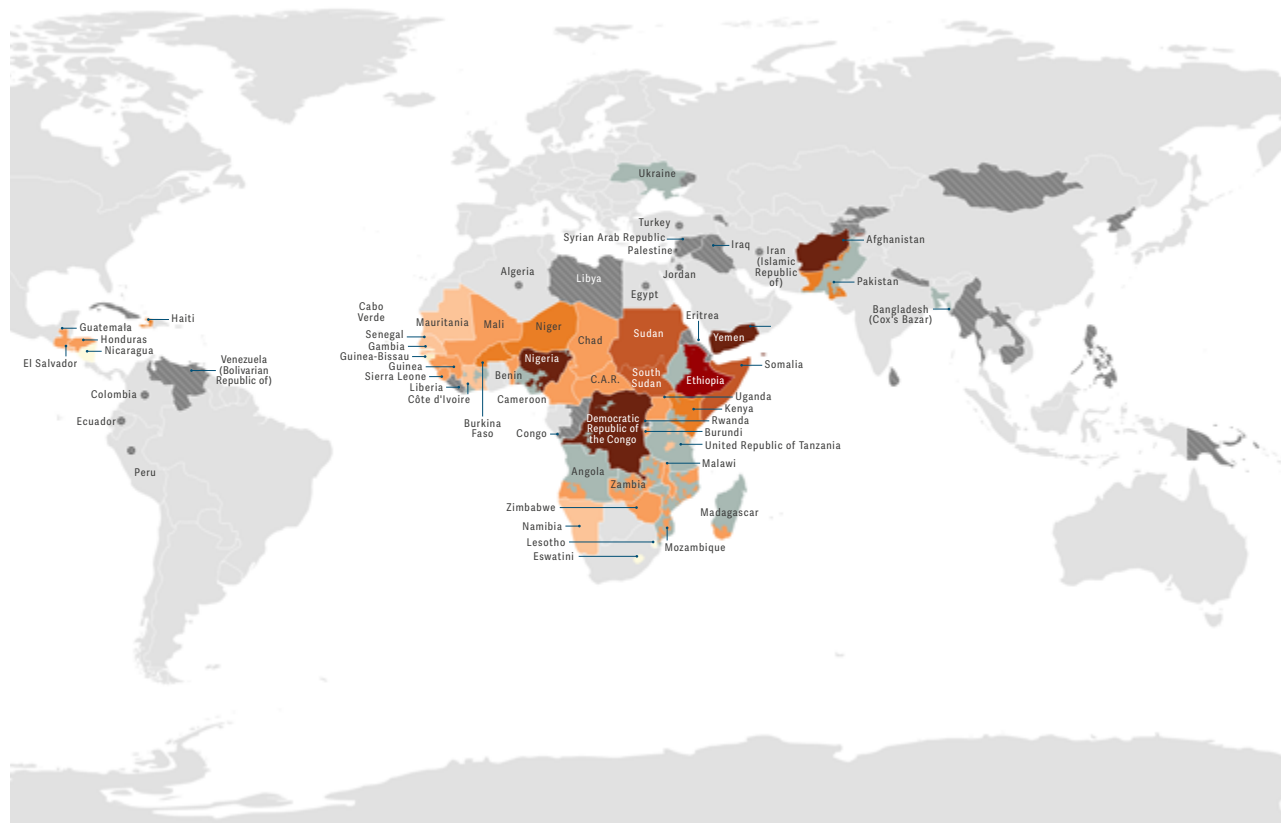 Ukraine
Turkey
Syrian Arab Republic
Palestine
Iraq
Jordan
Iran
(Islamic
Republic
of)
Afghanistan
Pakistan
Bangladesh
(Cox's Bazar)
Algeria
Libya
Egypt
Cabo
Verde
Mauritania
Mali
Niger
Chad
Sudan
Eritrea
Yemen
Senegal
Gambia
Guinea-Bissau
Guinea
Sierra Leone
Liberia
Côte d'Ivoire
Burkina
Faso
Benin
Nigeria
Cameroon
C.A.R.
South
Sudan
Ethiopia
Somalia
Uganda
Kenya
Rwanda
Burundi
United Republic of Tanzania
Congo
Democratic
Republic of
the Congo
Angola
Zambia
Malawi
Zimbabwe
Namibia
Lesotho
Eswatini
Mozambique
Madagascar
Haiti
Guatemala
Honduras
Nicaragua
El Salvador
Venezuela
(Bolivarian
Republic of)
Colombia
Ecuador
Peru